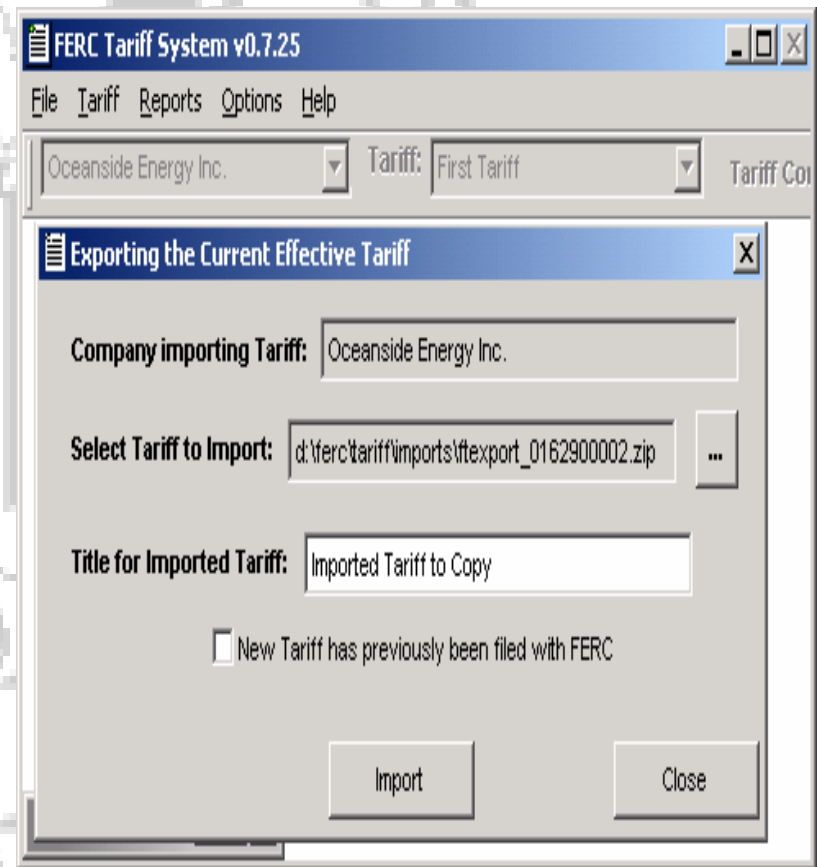 FERC Tariff System v0.7.25
File Tariff Reports Options Help
Oceanside Energy Inc. Tariff: First Tariff Tariff Cou
Exporting the Current Effective Tariff
Company importing Tariff: Oceanside Energy Inc.
Select Tariff to Import: d:\ferc\tariff\imports\ftexport_0162900002.zip ...
Title for Imported Tariff: Imported Tariff to Copy
New Tariff has previously been filed with FERC
Import Close